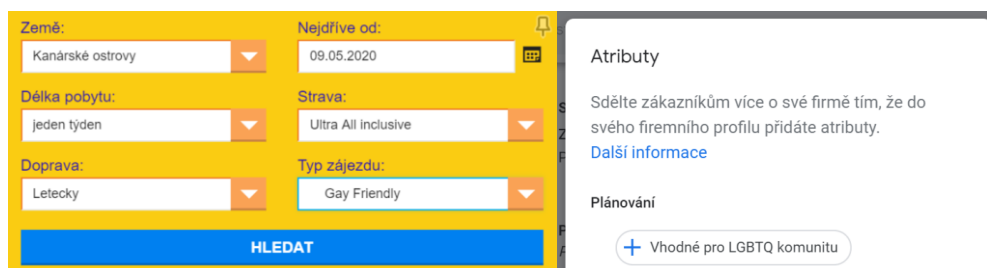 Země:
Kanárské ostrovy
Nejdříve od:
09.05.2020
Délka pobytu:
jeden týden
Strava:
Ultra All inclusive
Doprava:
Letecky
Typ zájezdu:
Gay Friendly
HLEDAT
Atributy
Sdělte zákazníkům více o své firmě tím, že do
svého firemního profilu přidáte atributy.
Další informace
Plánování
+ Vhodné pro LGBTQ komunitu